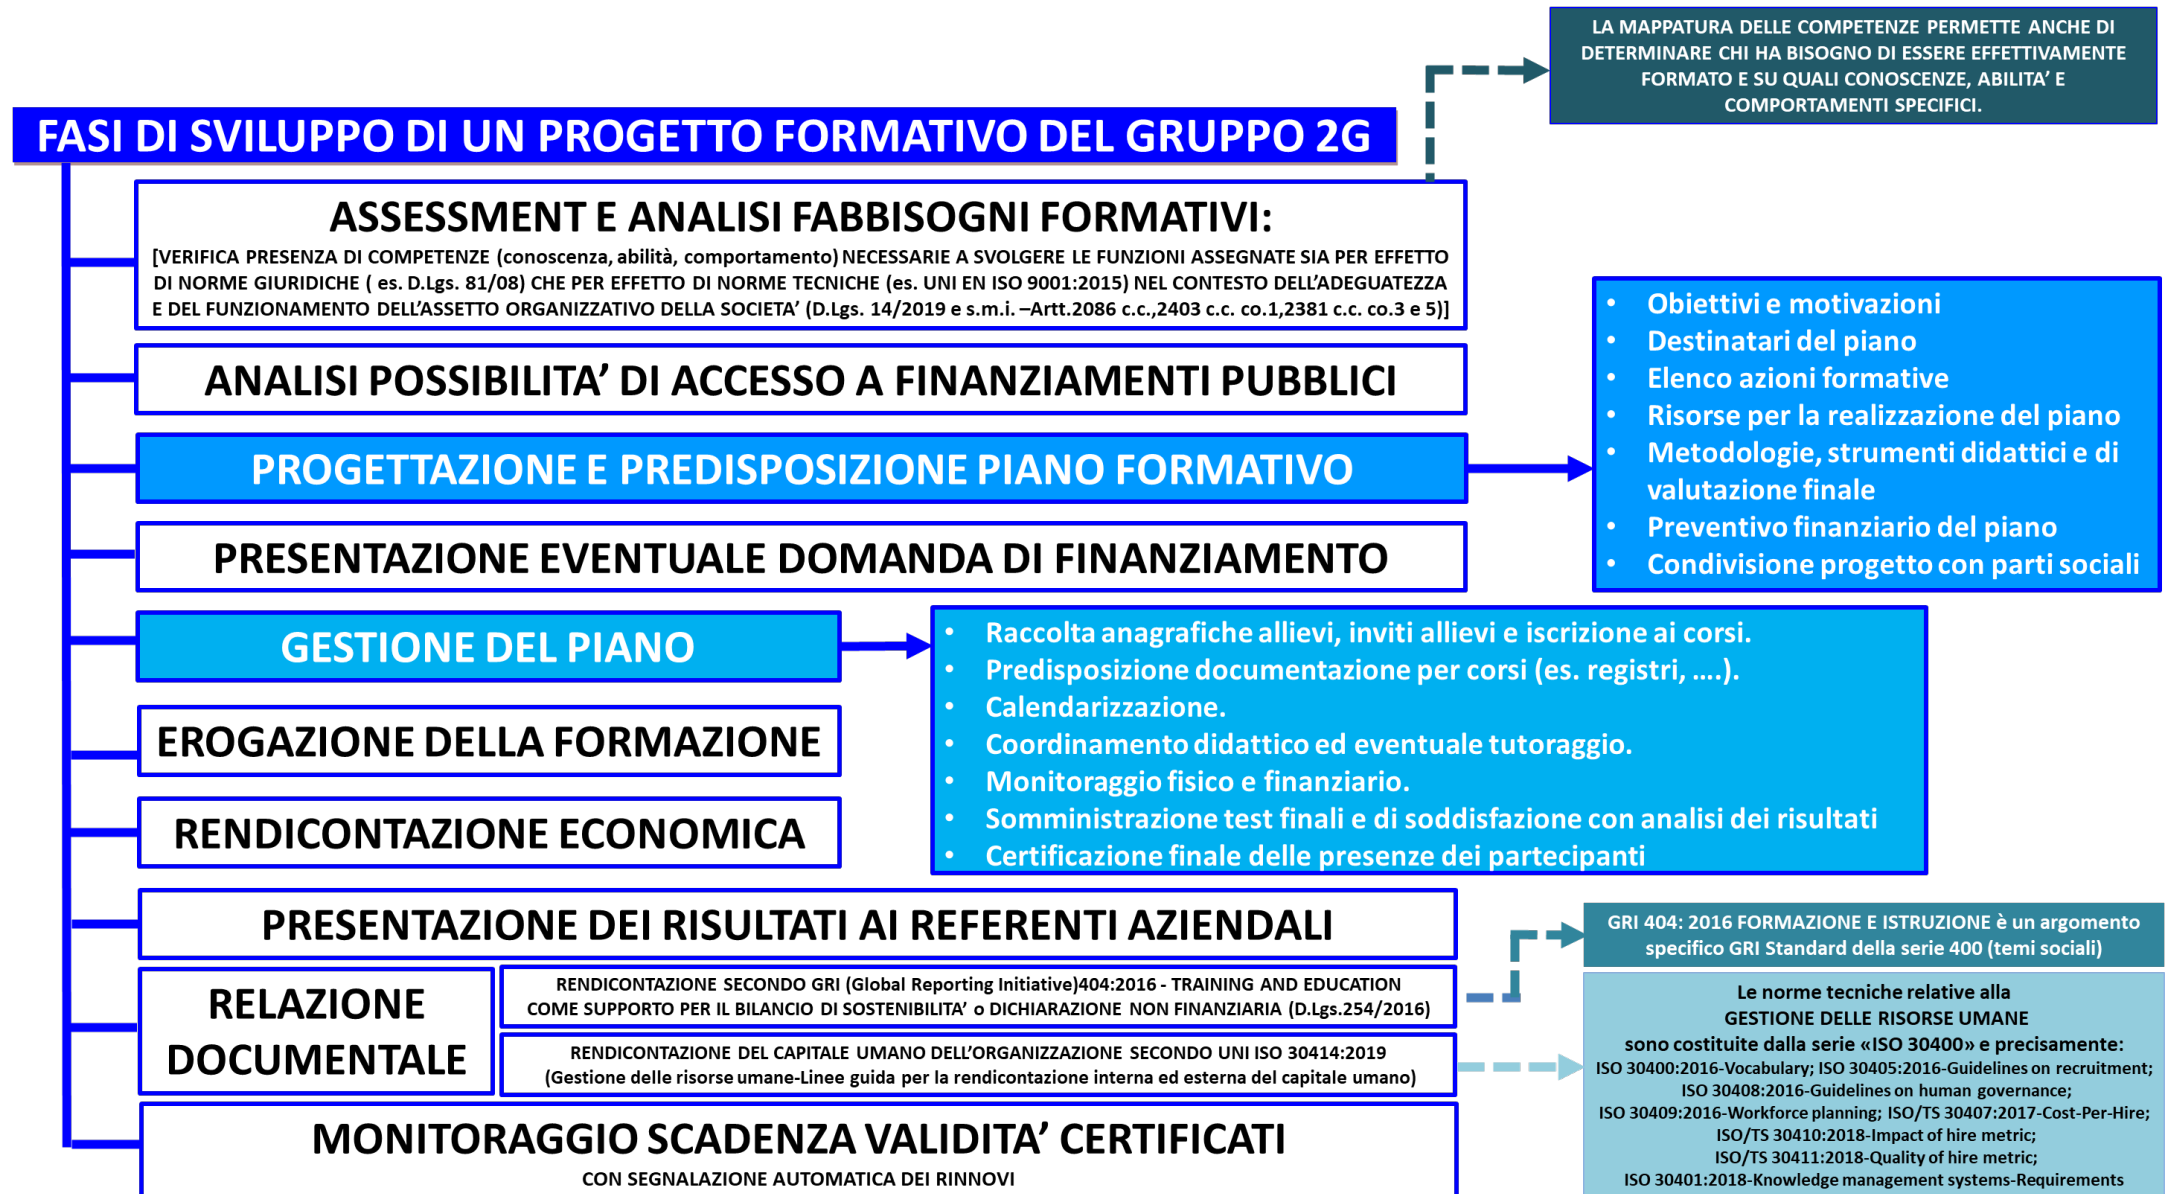 LA MAPPATURA DELLE COMPETENZE PERMETTE ANCHE DI
DETERMINARE CHI HA BISOGNO DI ESSERE EFFETTIVAMENTE
FORMATO E SU QUALI CONOSCENZE, ABILITA’ E
COMPORTAMENTI SPECIFICI.
FASI DI SVILUPPO DI UN PROGETTO FORMATIVO DEL GRUPPO 2G
ASSESSMENT E ANALISI FABBISOGNI FORMATIVI:
[VERIFICA PRESENZA DI COMPETENZE (conoscenza, abilità, comportamento) NECESSARIE A SVOLGERE LE FUNZIONI ASSEGNATE SIA PER EFFETTO
DI NORME GIURIDICHE ( es. D.Lgs. 81/08) CHE PER EFFETTO DI NORME TECNICHE (es. UNI EN ISO 9001:2015) NEL CONTESTO DELL’ADEGUATEZZA
E DEL FUNZIONAMENTO DELL’ASSETTO ORGANIZZATIVO DELLA SOCIETA’ (D.Lgs. 14/2019 e s.m.i. –Artt.2086 c.c.,2403 c.c. co.1,2381 c.c. co.3 e 5)]
ANALISI POSSIBILITA’ DI ACCESSO A FINANZIAMENTI PUBBLICI
PROGETTAZIONE E PREDISPOSIZIONE PIANO FORMATIVO
• Obiettivi e motivazioni
• Destinatari del piano
• Elenco azioni formative
• Risorse per la realizzazione del piano
• Metodologie, strumenti didattici e di
valutazione finale
• Preventivo finanziario del piano
• Condivisione progetto con parti sociali
PRESENTAZIONE EVENTUALE DOMANDA DI FINANZIAMENTO
GESTIONE DEL PIANO
• Raccolta anagrafiche allievi, inviti allievi e iscrizione ai corsi.
• Predisposizione documentazione per corsi (es. registri, ....).
• Calendarizzazione.
• Coordinamento didattico ed eventuale tutoraggio.
• Monitoraggio fisico e finanziario.
• Somministrazione test finali e di soddisfazione con analisi dei risultati
• Certificazione finale delle presenze dei partecipanti
EROGAZIONE DELLA FORMAZIONE
RENDICONTAZIONE ECONOMICA
PRESENTAZIONE DEI RISULTATI AI REFERENTI AZIENDALI
RELAZIONE
DOCUMENTALE
RENDICONTAZIONE SECONDO GRI (Global Reporting Initiative)404:2016 - TRAINING AND EDUCATION
COME SUPPORTO PER IL BILANCIO DI SOSTENIBILITA’ o DICHIARAZIONE NON FINANZIARIA (D.Lgs.254/2016)
RENDICONTAZIONE DEL CAPITALE UMANO DELL’ORGANIZZAZIONE SECONDO UNI ISO 30414:2019
(Gestione delle risorse umane-Linee guida per la rendicontazione interna ed esterna del capitale umano)
GRI 404: 2016 FORMAZIONE E ISTRUZIONE è un argomento
specifico GRI Standard della serie 400 (temi sociali)
Le norme tecniche relative alla
GESTIONE DELLE RISORSE UMANE
sono costituite dalla serie «ISO 30400» e precisamente:
ISO 30400:2016-Vocabulary; ISO 30405:2016-Guidelines on recruitment;
ISO 30408:2016-Guidelines on human governance;
ISO 30409:2016-Workforce planning; ISO/TS 30407:2017-Cost-Per-Hire;
ISO/TS 30410:2018-Impact of hire metric;
ISO/TS 30411:2018-Quality of hire metric;
ISO 30401:2018-Knowledge management systems-Requirements
MONITORAGGIO SCADENZA VALIDITA’ CERTIFICATI
CON SEGNALAZIONE AUTOMATICA DEI RINNOVI